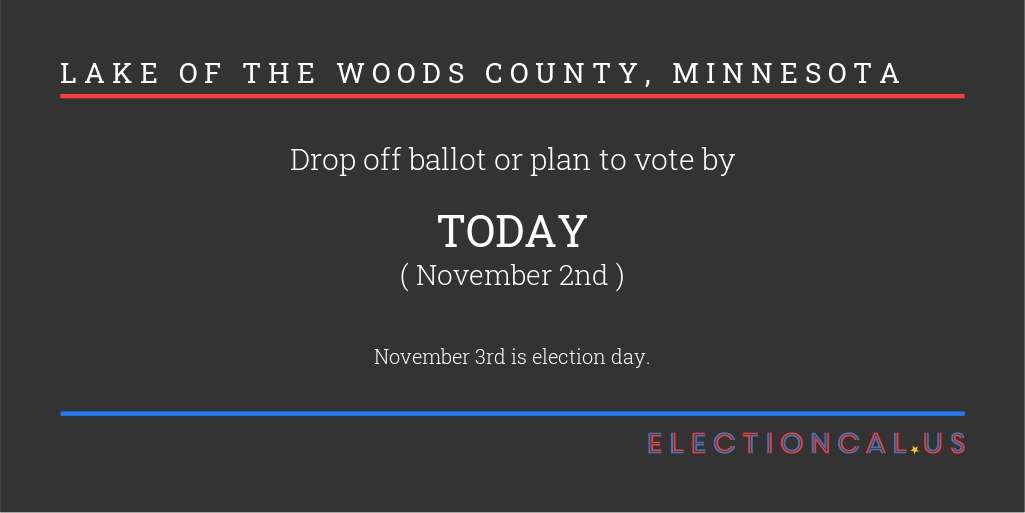 LAKE OF THE WOODS COUNTY, MINNESOTA
Drop off ballot or plan to vote by
TODAY
( November 2nd )
November 3rd is election day.
ELECTIONCAL.US